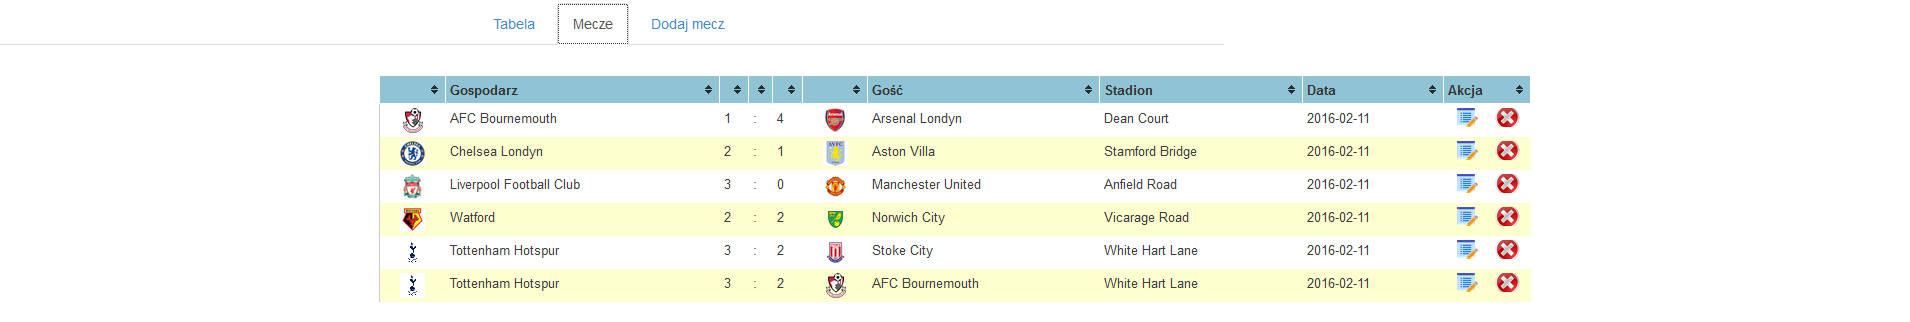 Tabela Mecze Dodaj mecz
Gospodarz Gość Stadion Data Akcja
AFC Bournemouth 1 : 4 Arsenal Londyn Dean Court 2016-02-11
Chelsea Londyn 2 : 1 Aston Villa Stamford Bridge 2016-02-11
Liverpool Football Club 3 : 0 Manchester United Anfield Road 2016-02-11
Watford 2 : 2 Norwich City Vicarage Road 2016-02-11
Tottenham Hotspur 3 : 2 Stoke City White Hart Lane 2016-02-11
Tottenham Hotspur 3 : 2 AFC Bournemouth White Hart Lane 2016-02-11